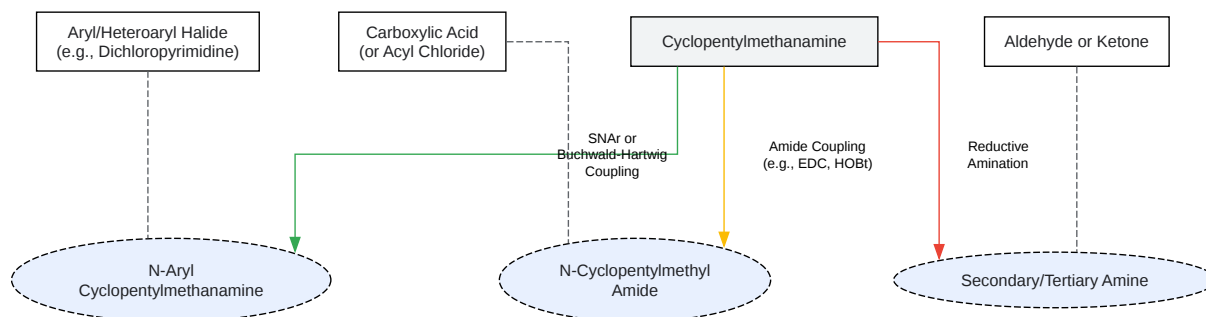 Aryl/Heteroaryl Halide
(e.g., Dichloropyrimidine)
Carboxylic Acid
(or Acyl Chloride)
Cyclopentylmethanamine
Aldehyde or Ketone
SNAr or
Buchwald-Hartwig
Coupling
Amide Coupling
(e.g., EDC, HOBt)
Reductive
Amination
N-Aryl
Cyclopentylmethanamine
N-Cyclopentylmethyl
Amide
Secondary/Tertiary Amine